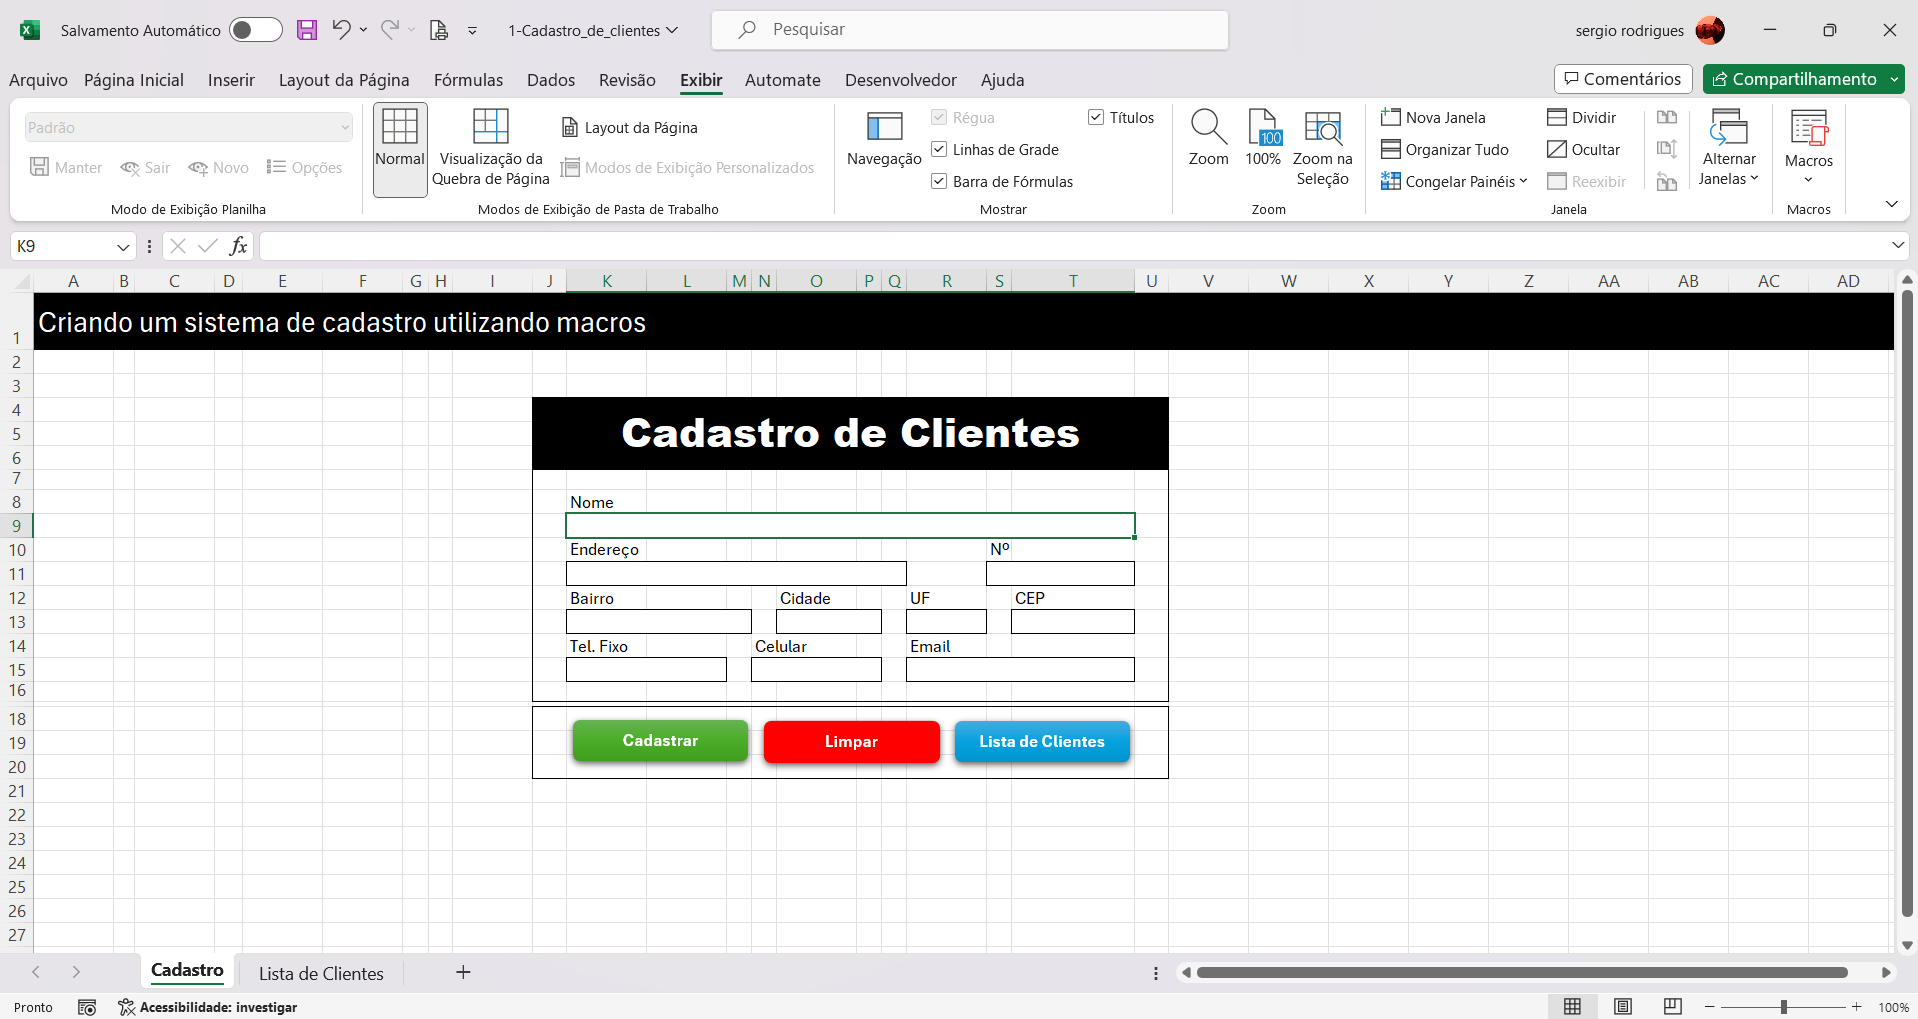 Salvamento Automático
1-Cadastro_de_clientes
Pesquisar
sergio rodrigues
Arquivo Página Inicial Inserir Layout da Página Fórmulas Dados Revisão Exibir Automate Desenvolvedor Ajuda
Comentários
Compartilhamento
Padrão
Manter Sair Novo Opções
Modo de Exibição Planilha
Normal
Visualização da
Quebra de Página
Layout da Página
Modos de Exibição Personalizados
Modos de Exibição de Pasta de Trabalho
Navegação
Régua
Títulos
Linhas de Grade
Barra de Fórmulas
Mostrar
Zoom
100
100%
Zoom na
Seleção
Zoom
Nova Janela
Organizar Tudo
Congelar Painéis
Dividir
Ocultar
Reexibir
Janela
Alternar
Janelas
Macros
Macros
K9
fx
A B C D E F G H I J K L M N O P Q R S T U V W X Y Z AA AB AC AD
1 Criando um sistema de cadastro utilizando macros
2
3
4
5 Cadastro de Clientes
6
7
8 Nome
9
10 Endereço Nº
11
12 Bairro Cidade UF CEP
13
14 Tel. Fixo Celular Email
15
16
18
19 Cadastrar Limpar Lista de Clientes
20
21
22
23
24
25
26
27
Cadastro Lista de Clientes
Pronto
Acessibilidade: investigar
100%